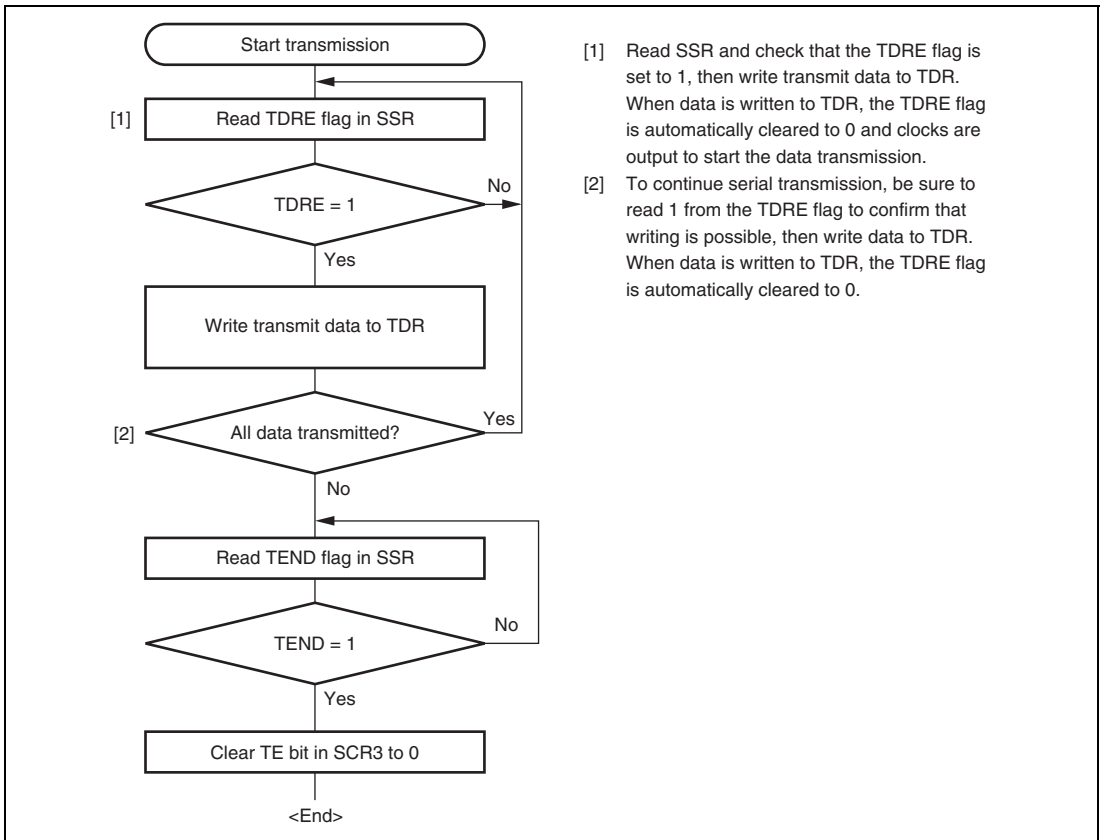 Start transmission
[1] Read TDRE flag in SSR
TDRE = 1
No
Yes
Write transmit data to TDR
[2] All data transmitted?
Yes
No
Read TEND flag in SSR
TEND = 1
No
Yes
Clear TE bit in SCR3 to 0
<End>
[1] Read SSR and check that the TDRE flag is
set to 1, then write transmit data to TDR.
When data is written to TDR, the TDRE flag
is automatically cleared to 0 and clocks are
output to start the data transmission.
[2] To continue serial transmission, be sure to
read 1 from the TDRE flag to confirm that
writing is possible, then write data to TDR.
When data is written to TDR, the TDRE flag
is automatically cleared to 0.